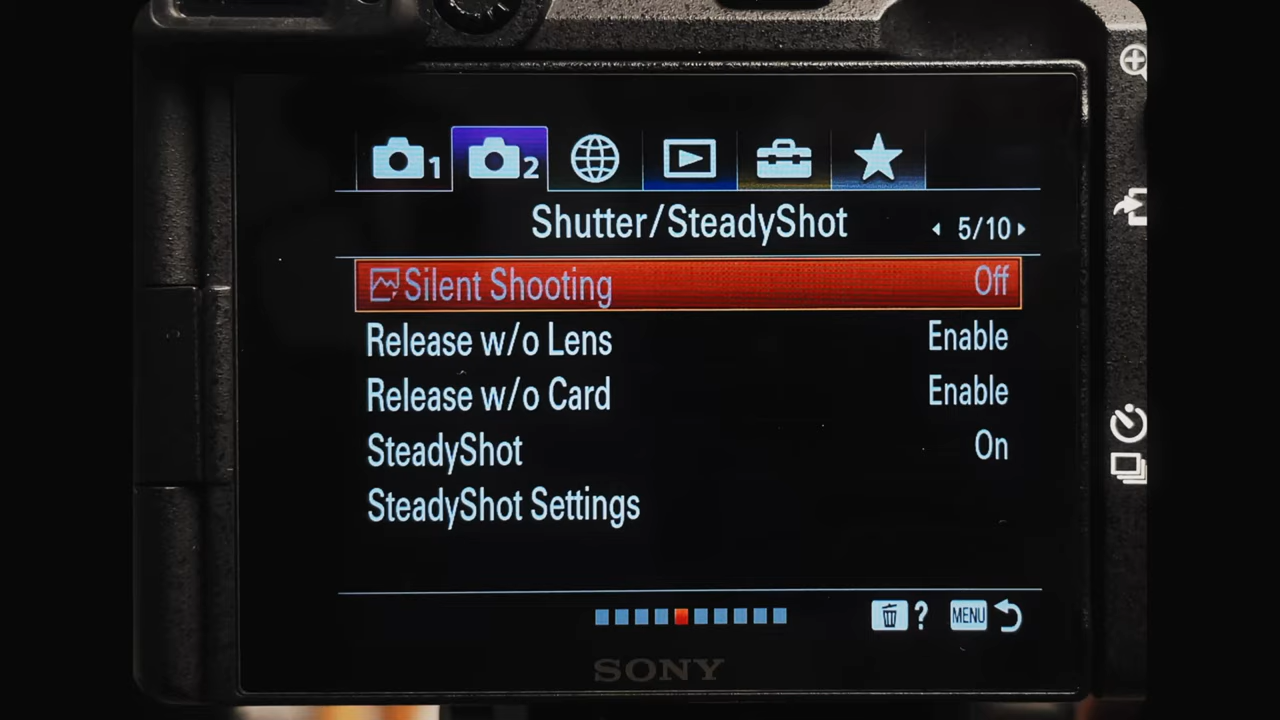 1 2
Shutter/SteadyShot 5/10
Silent Shooting Off
Release w/o Lens Enable
Release w/o Card Enable
SteadyShot On
SteadyShot Settings
? MENU
SONY